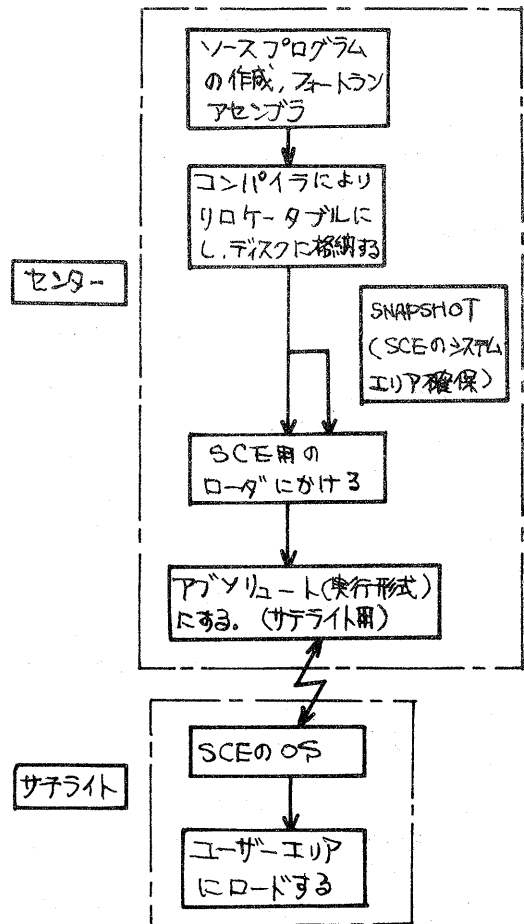 ソースプログラム
の作成,フォートラン
アセンブラ
コンパイラにより
リロケータブルに
し,ディスクに格納する
センター
SNAPSHOT
(SCEのシステム
エリア確保)
SCE用の
ローダにかける
アブソリュート(実行形式)
にする.(サテライト用)
SCEのOS
サテライト
ユーザーエリア
にロードする